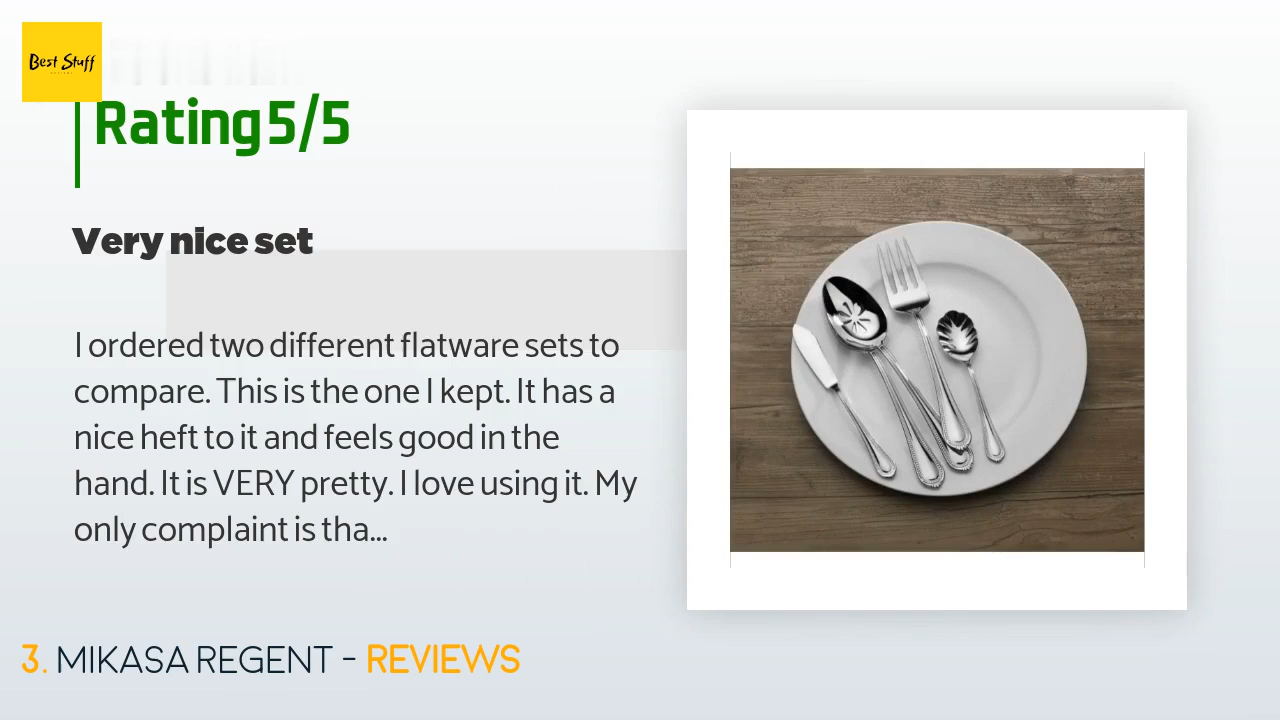 Best Stuff
Rating 5/5
Very nice set
I ordered two different flatware sets to
compare. This is the one I kept. It has a
nice heft to it and feels good in the
hand. It is VERY pretty. I love using it. My
only complaint is tha...
3. MIKASA REGENT - REVIEWS